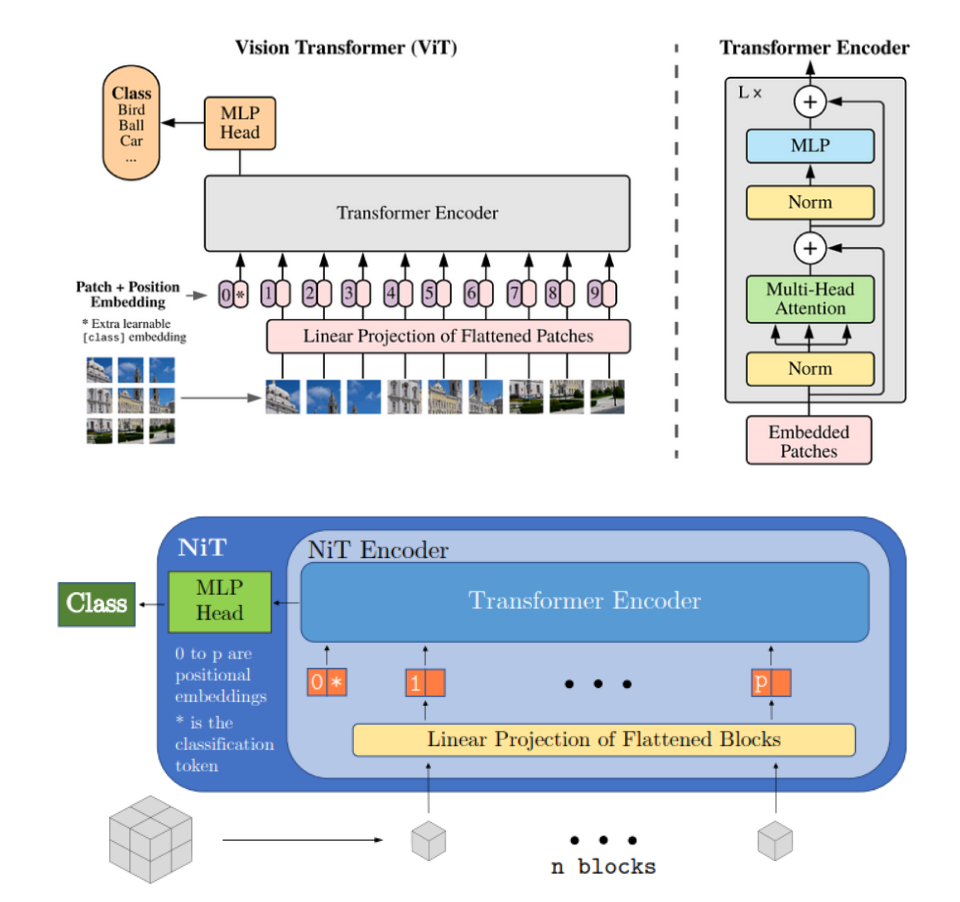 Vision Transformer (ViT)
Class
Bird
Ball
Car
...
MLP
Head
Transformer Encoder
Patch + Position
Embedding
* Extra learnable
[class] embedding
0 * 1 2 3 4 5 6 7 8 9
Linear Projection of Flattened Patches
Transformer Encoder
L x
+
MLP
Norm
+
Multi-Head
Attention
Norm
Embedded
Patches
NiT
NiT Encoder
Class
MLP
Head
Transformer Encoder
0 to p are
positional
embeddings
* is the
classification
token
0 * 1 p
Linear Projection of Flattened Blocks
n blocks